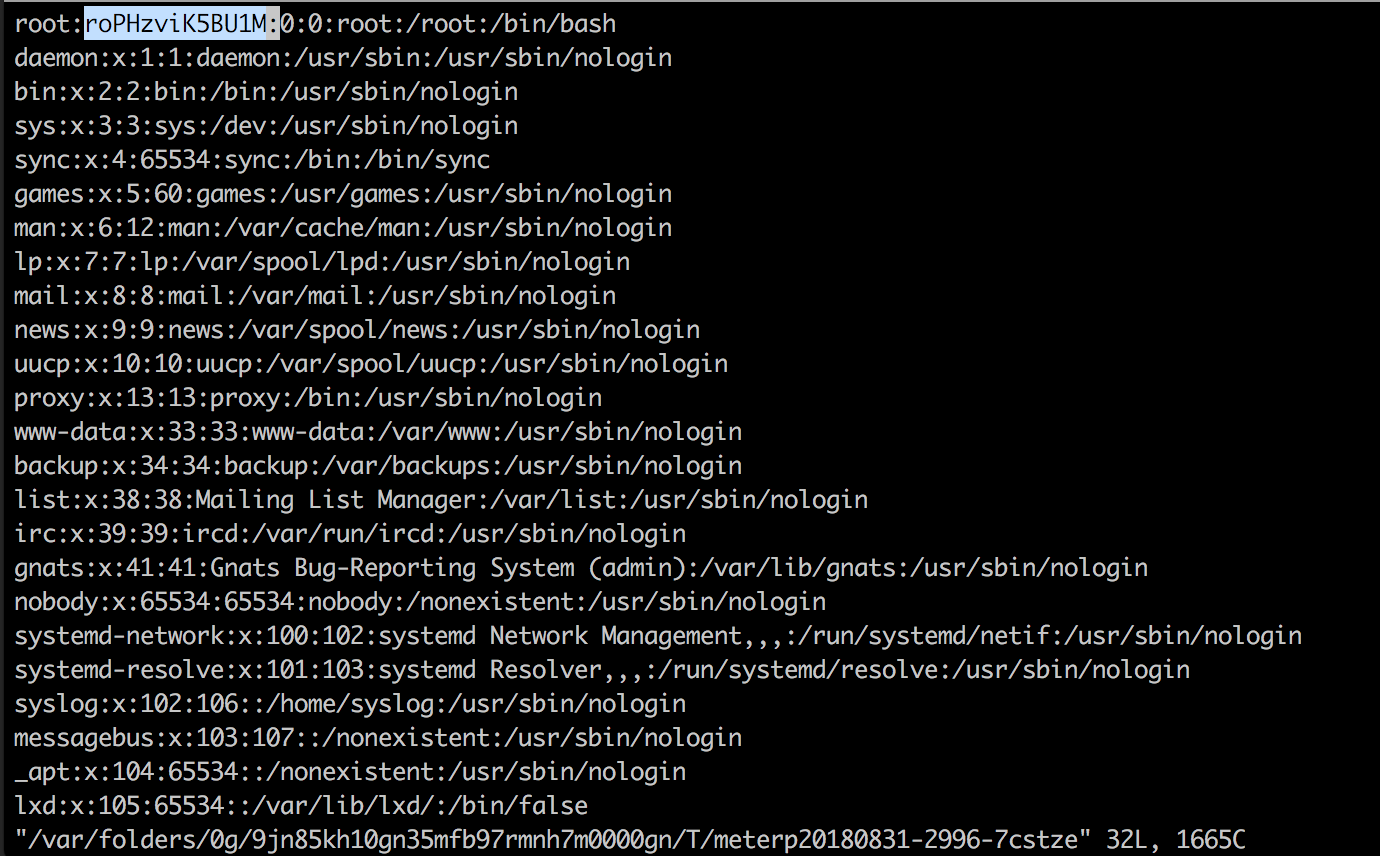 root:roPHzviK5BU1M:0:0:root:/root:/bin/bash
daemon:x:1:1:daemon:/usr/sbin:/usr/sbin/nologin
bin:x:2:2:bin:/bin:/usr/sbin/nologin
sys:x:3:3:sys:/dev:/usr/sbin/nologin
sync:x:4:65534:sync:/bin:/bin/sync
games:x:5:60:games:/usr/games:/usr/sbin/nologin
man:x:6:12:man:/var/cache/man:/usr/sbin/nologin
lp:x:7:7:lp:/var/spool/lpd:/usr/sbin/nologin
mail:x:8:8:mail:/var/mail:/usr/sbin/nologin
news:x:9:9:news:/var/spool/news:/usr/sbin/nologin
uucp:x:10:10:uucp:/var/spool/uucp:/usr/sbin/nologin
proxy:x:13:13:proxy:/bin:/usr/sbin/nologin
www-data:x:33:33:www-data:/var/www:/usr/sbin/nologin
backup:x:34:34:backup:/var/backups:/usr/sbin/nologin
list:x:38:38:Mailing List Manager:/var/list:/usr/sbin/nologin
irc:x:39:39:ircd:/var/run/ircd:/usr/sbin/nologin
gnats:x:41:41:Gnats Bug-Reporting System (admin):/var/lib/gnats:/usr/sbin/nologin
nobody:x:65534:65534:nobody:/nonexistent:/usr/sbin/nologin
systemd-network:x:100:102:systemd Network Management,,,:/run/systemd/netif:/usr/sbin/nologin
systemd-resolve:x:101:103:systemd Resolver,,,:/run/systemd/resolve:/usr/sbin/nologin
syslog:x:102:106::/home/syslog:/usr/sbin/nologin
messagebus:x:103:107::/nonexistent:/usr/sbin/nologin
_apt:x:104:65534::/nonexistent:/usr/sbin/nologin
lxd:x:105:65534::/var/lib/lxd/:/bin/false
"/var/folders/0g/9jn85kh10gn35mfb97rmnh7m0000gn/T/meterp20180831-2996-7cstze" 32L, 1665C